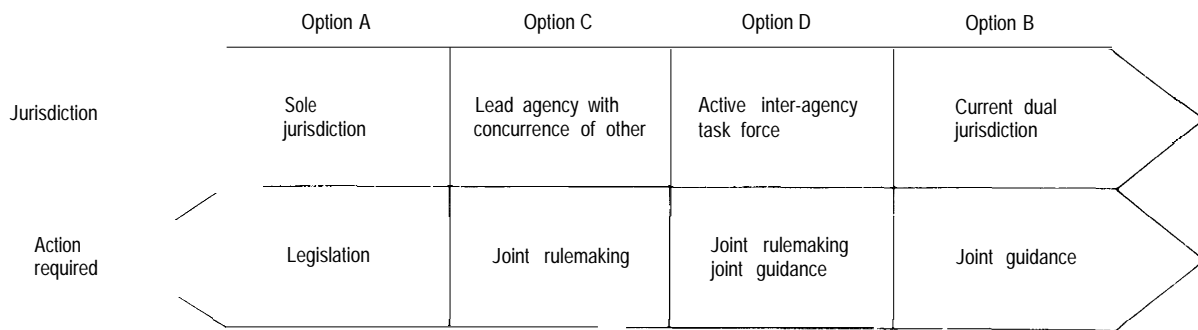 Option A Option C Option D Option B
Jurisdiction
Sole
jurisdiction
Lead agency with
concurrence of other
Active inter-agency
task force
Current dual
jurisdiction
Action
required
Legislation
Joint rulemaking
Joint rulemaking
joint guidance
Joint guidance